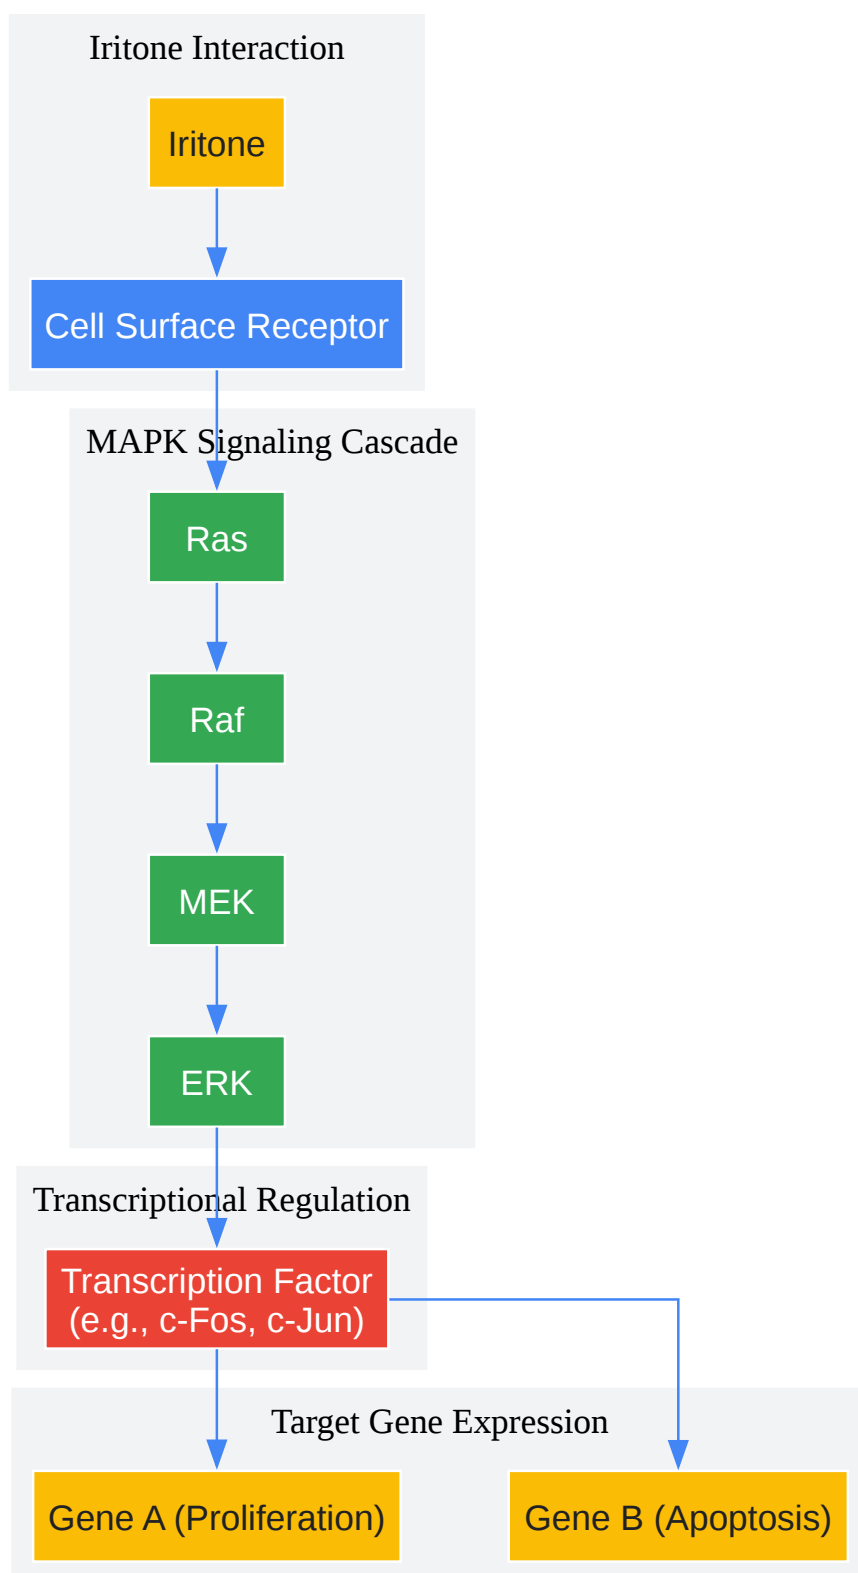 Iritone Interaction
Iritone
Cell Surface Receptor
MAPK Signaling Cascade
Ras
Raf
MEK
ERK
Transcriptional Regulation
Transcription Factor
(e.g., c-Fos, c-Jun)
Target Gene Expression
Gene A (Proliferation)
Gene B (Apoptosis)